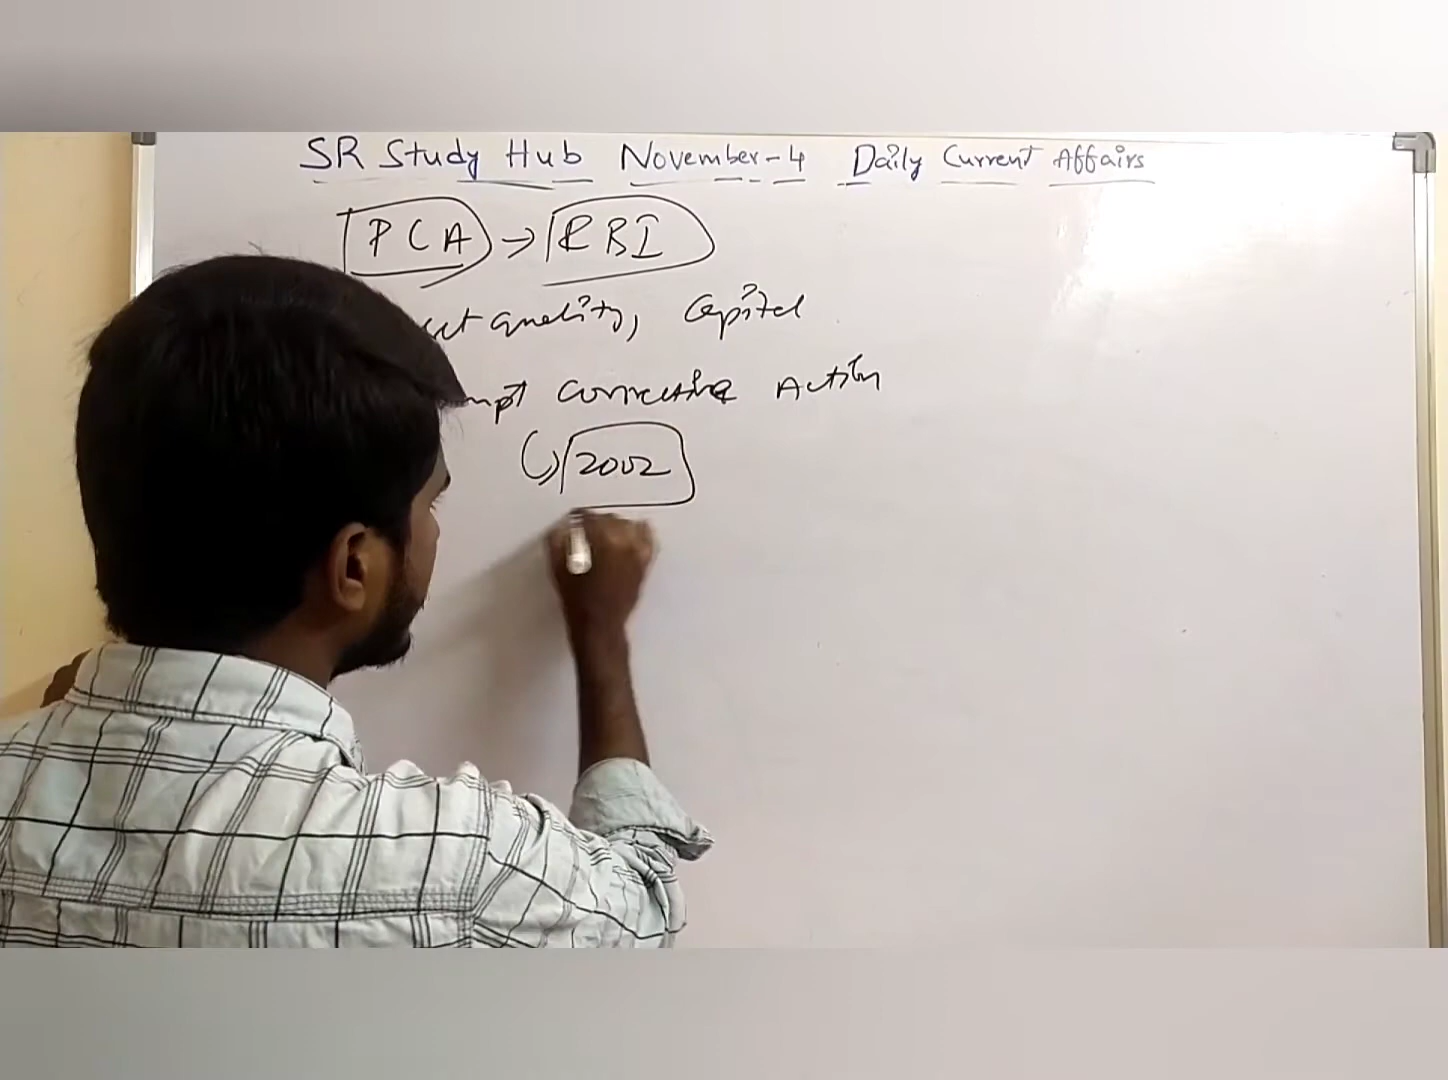 SR Study Hub November-4 Daily Current Affairs
PCA → RBI
quality, Capital
Corrective Action
2002